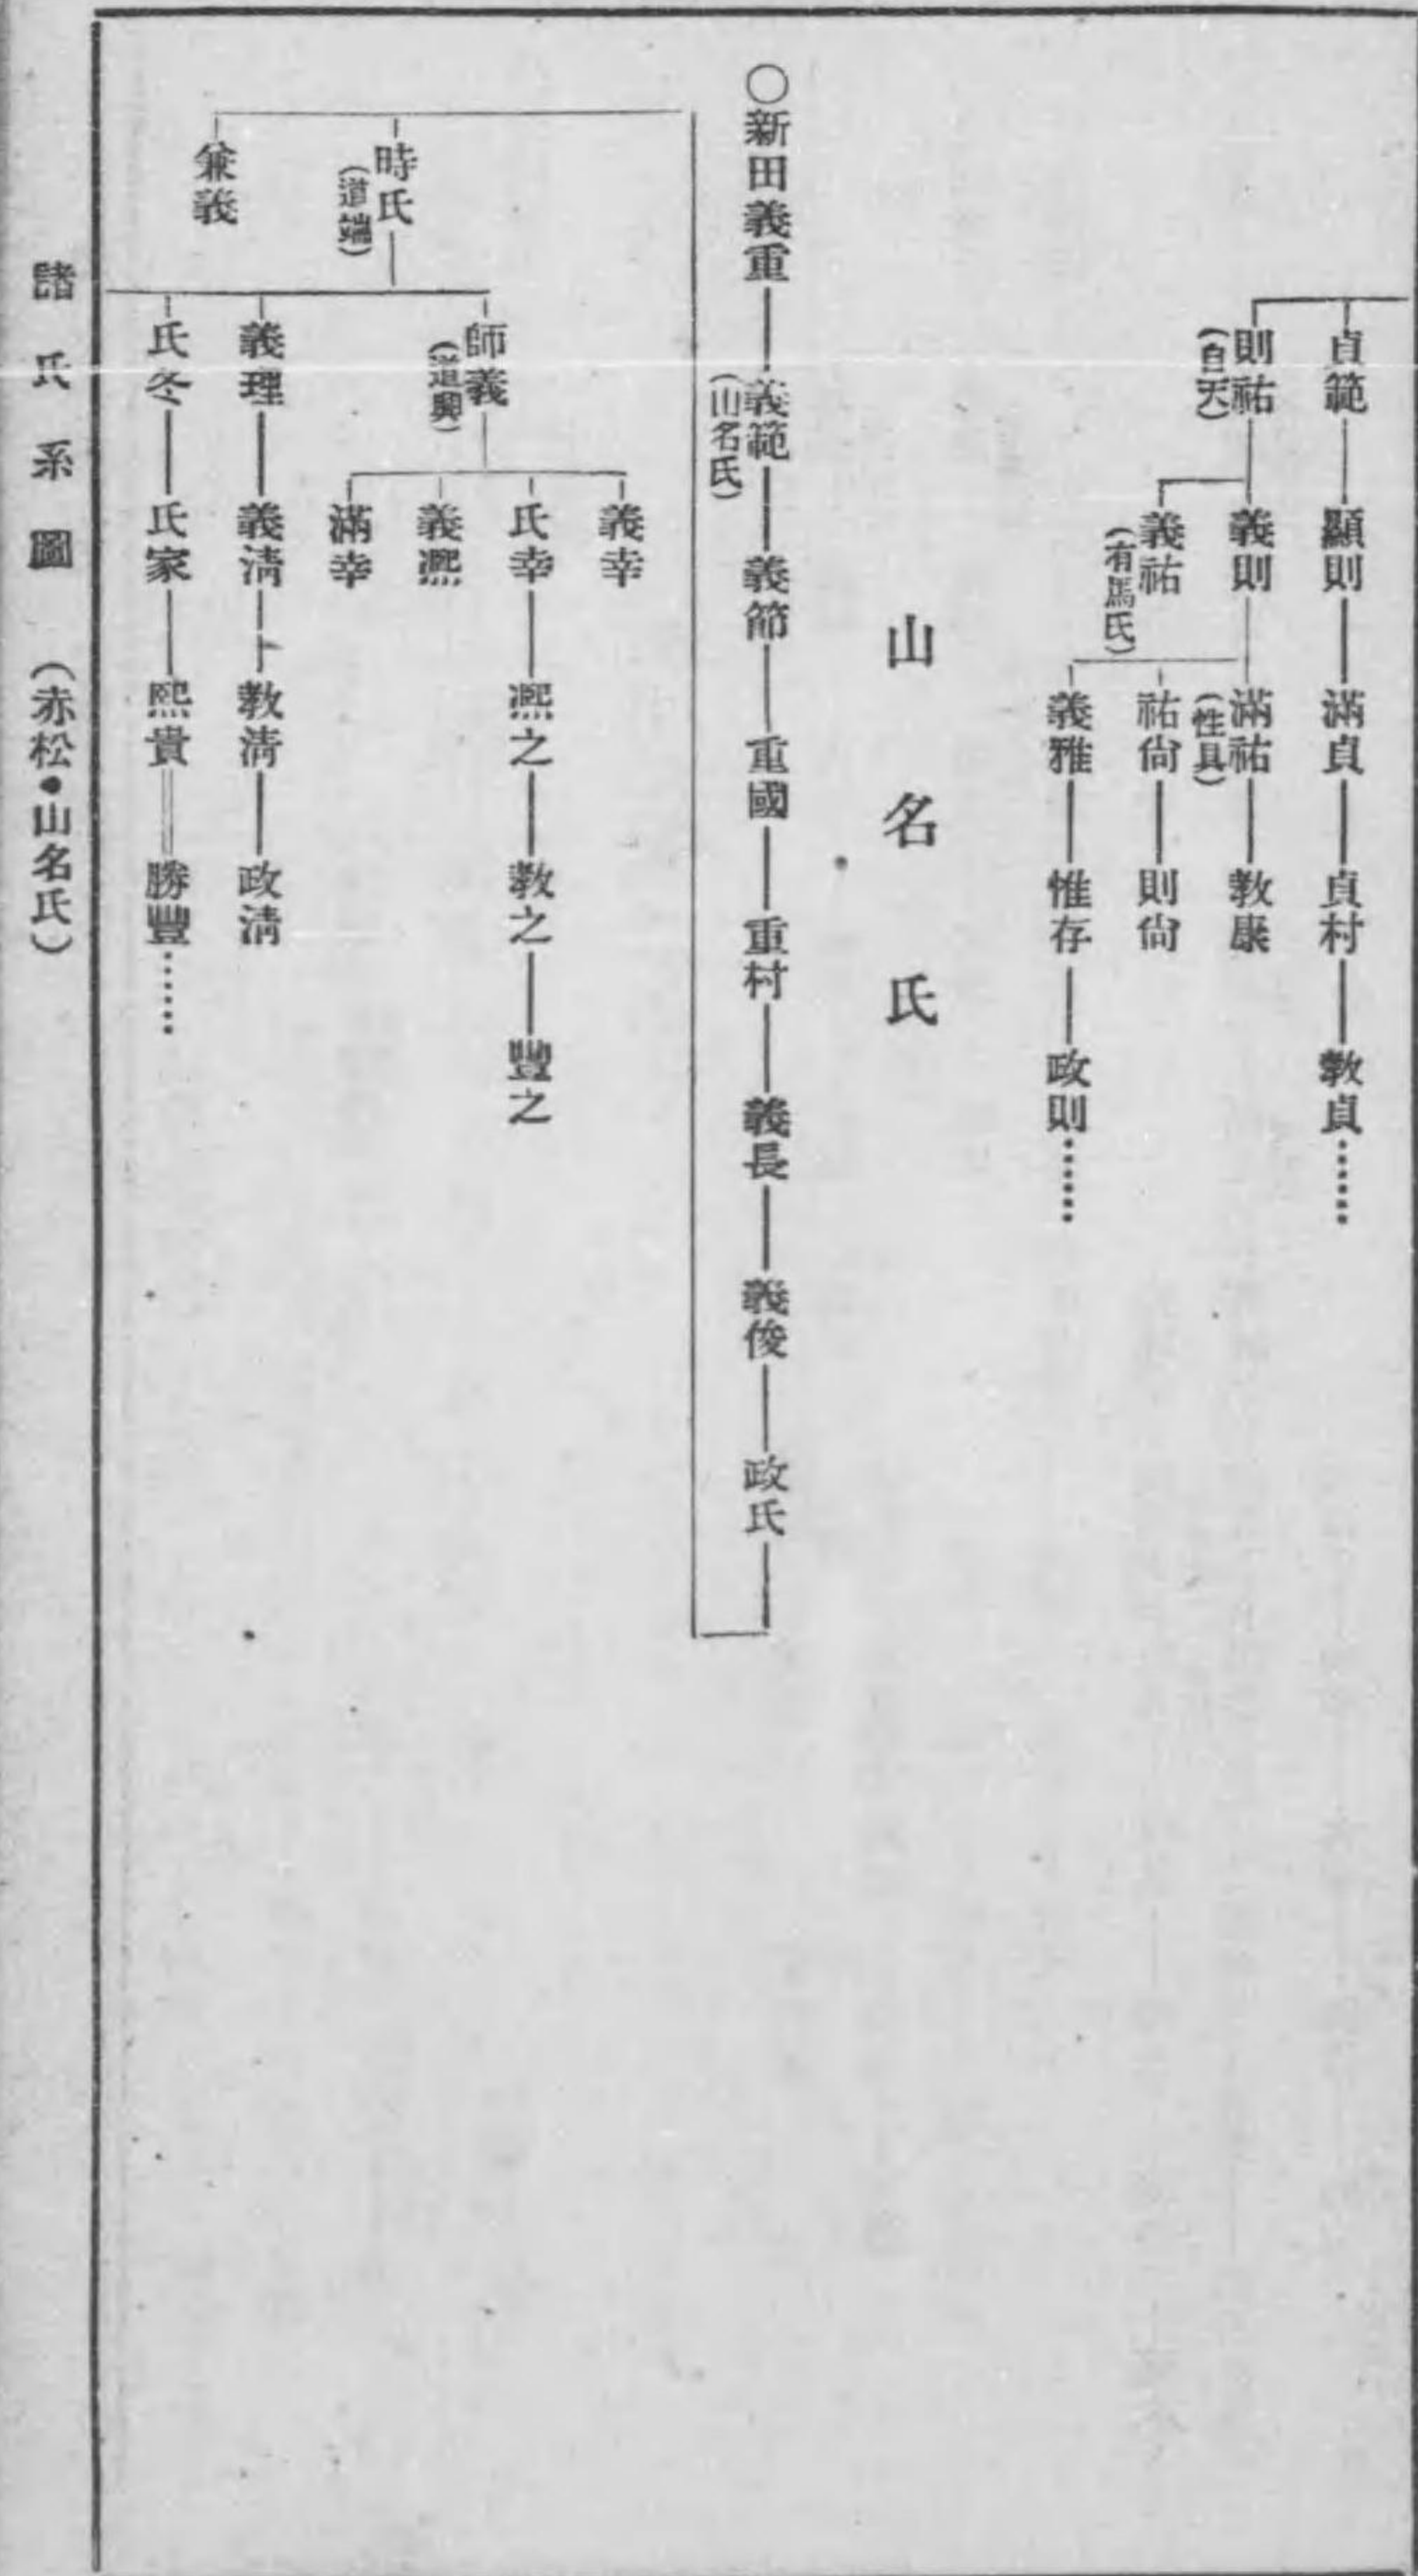 貞範 顯則 滿貞 貞村 敎貞……
則祐(自天) 義則 滿祐(性具) 敎康
義祐(有馬氏) 祐尙 則尙
義雅 惟存 政則……
山名氏
○新田義重 義範(山名氏) 義節 重國 重村 義長 義俊 政氏
時氏(道端) 師義(道興) 義幸
氏幸 凞之 敎之 豐之
義凞
滿幸
兼義 義理 義淸 敎淸 政淸
氏冬 氏家 熙貴 勝豐……
諸氏系圖 (赤松・山名氏)